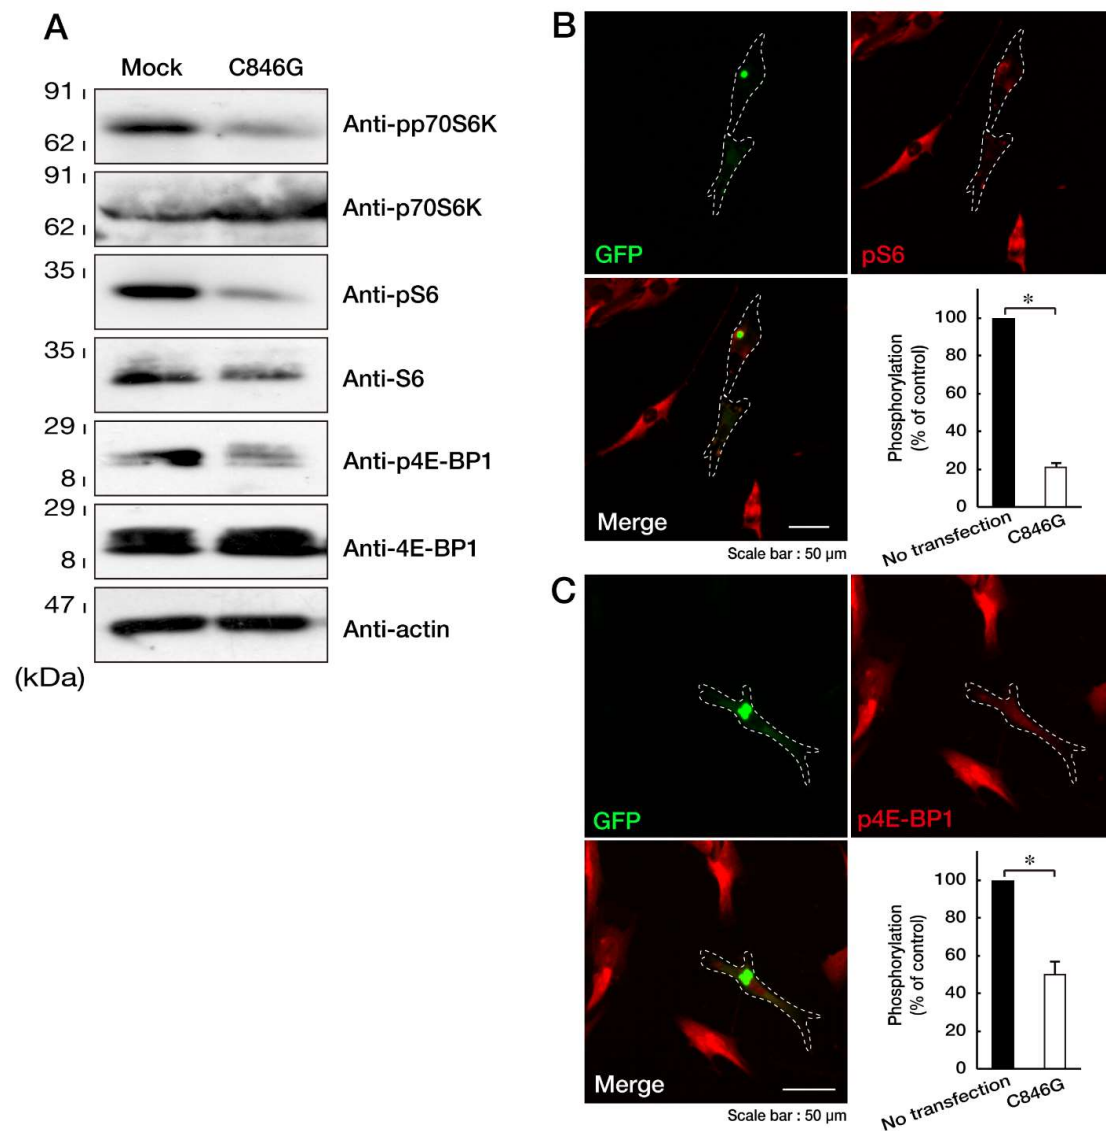 A
Mock C846G
91
62
Anti-pp70S6K
91
62
Anti-p70S6K
35
Anti-pS6
35
Anti-S6
29
8
Anti-p4E-BP1
29
8
Anti-4E-BP1
47
Anti-actin
(kDa)
B
GFP
pS6
Merge
Scale bar : 50 µm
Phosphorylation
(% of control)
100
80
60
40
20
0
*
No transfection
C846G
C
GFP
p4E-BP1
Merge
Scale bar : 50 µm
Phosphorylation
(% of control)
100
80
60
40
20
0
*
No transfection
C846G